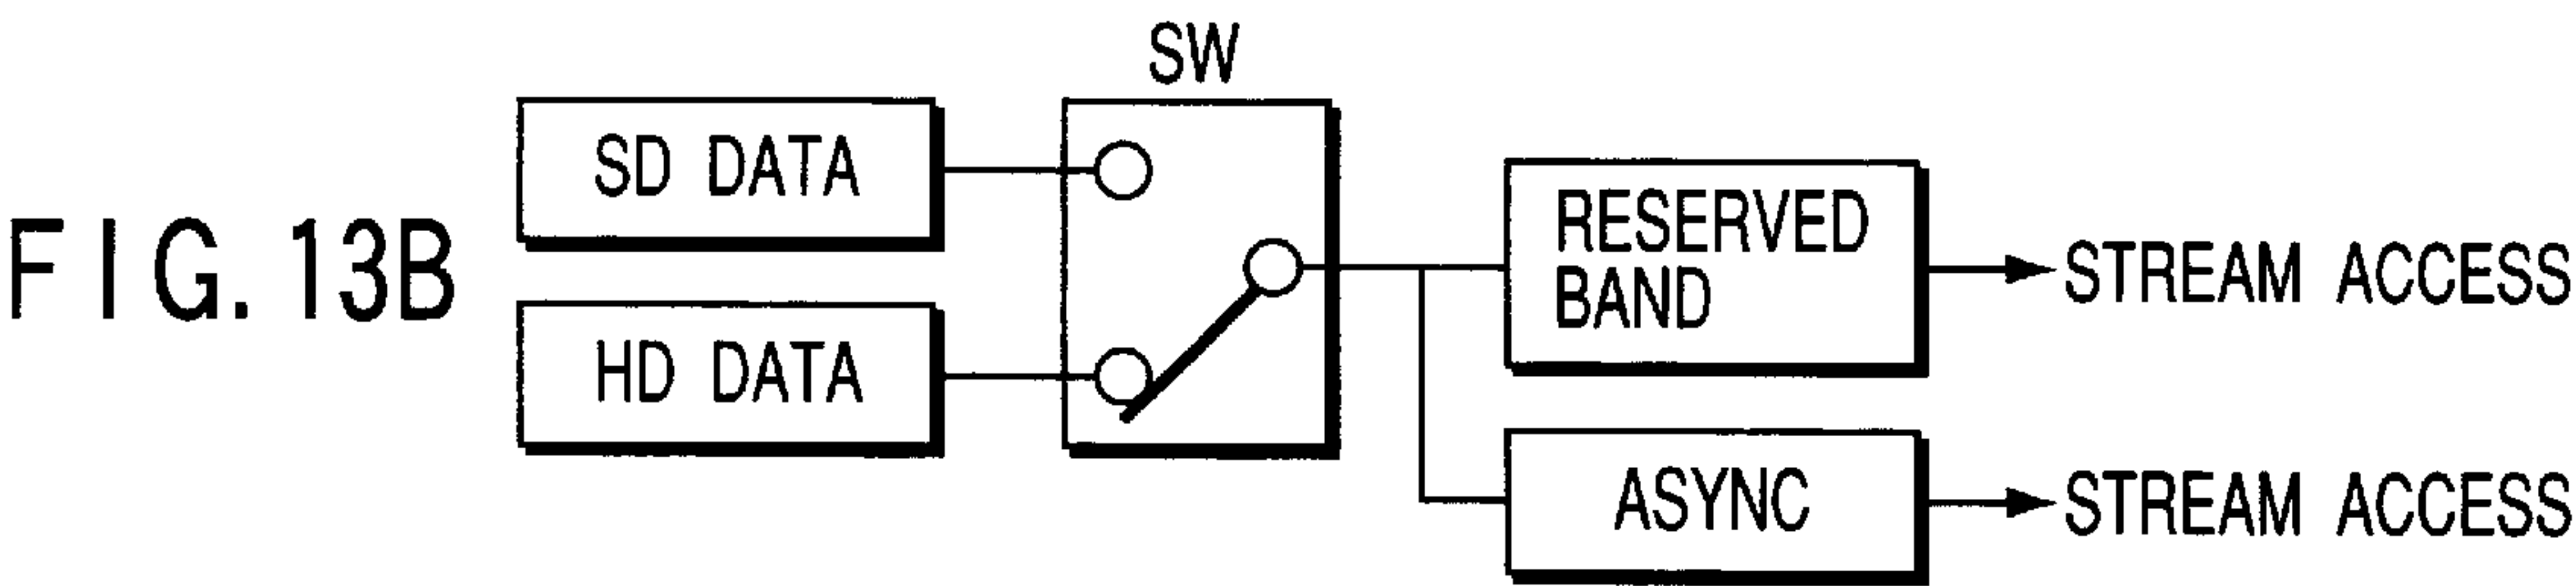 FIG. 13B
SW
SD DATA
HD DATA
RESERVED
BAND
STREAM ACCESS
ASYNC
STREAM ACCESS